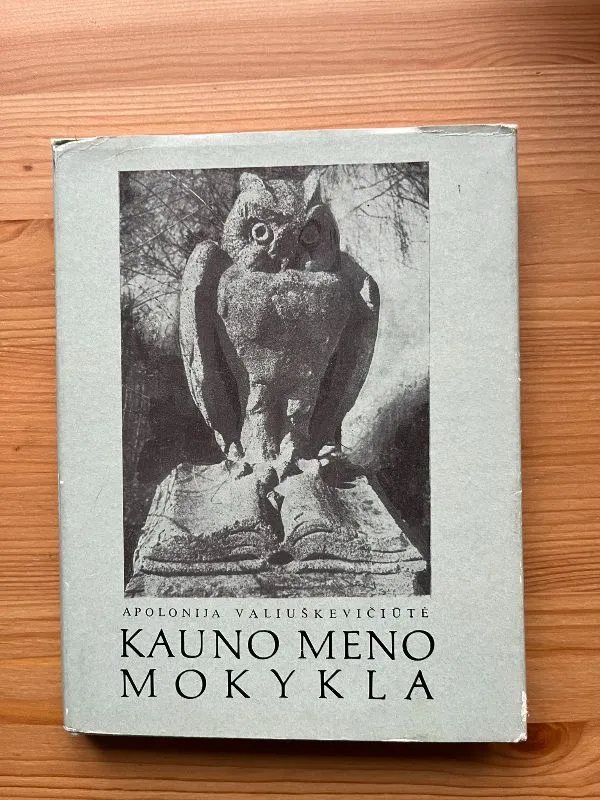 APOLONIJA VALIUŠKEVIČIŪTĖ
KAUNO MENO
MOKYKLA